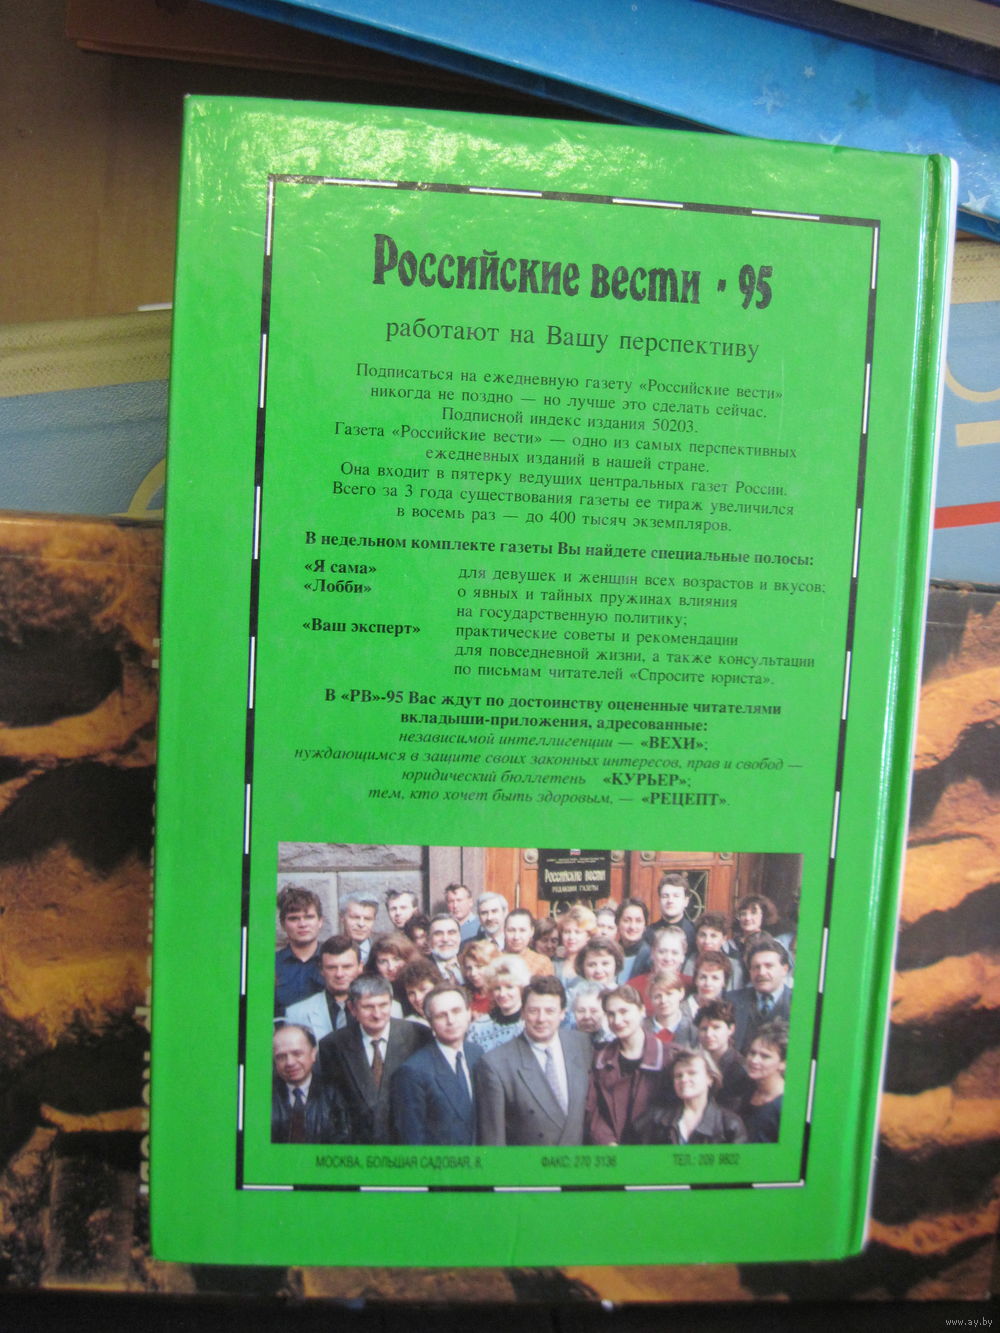 Российские вести · 95
работают на Вашу перспективу
Подписаться на ежедневную газету «Российские вести»
никогда не поздно — но лучше это сделать сейчас.
Подписной индекс издания 50203.
Газета «Российские вести» — одно из самых перспективных
ежедневных изданий в нашей стране.
Она входит в пятерку ведущих центральных газет России.
Всего за 3 года существования газеты ее тираж увеличился
в восемь раз — до 400 тысяч экземпляров.
В недельном комплекте газеты Вы найдете специальные полосы:
«Я сама» для девушек и женщин всех возрастов и вкусов;
«Лобби» о явных и тайных пружинах влияния
на государственную политику;
«Ваш эксперт» практические советы и рекомендации
для повседневной жизни, а также консультации
по письмам читателей «Спросите юриста».
В «РВ»-95 Вас ждут по достоинству оцененные читателями
вкладыши-приложения, адресованные:
независимой интеллигенции — «ВЕХИ»;
нуждающимся в защите своих законных интересов, прав и свобод —
юридический бюллетень «КУРЬЕР»;
тем, кто хочет быть здоровым, — «РЕЦЕПТ».
Российские вести
РЕДАКЦИЯ ГАЗЕТЫ
МОСКВА, БОЛЬШАЯ САДОВАЯ, 8, ФАКС: 270 3136 ТЕЛ.: 209 9822
www.ay.by